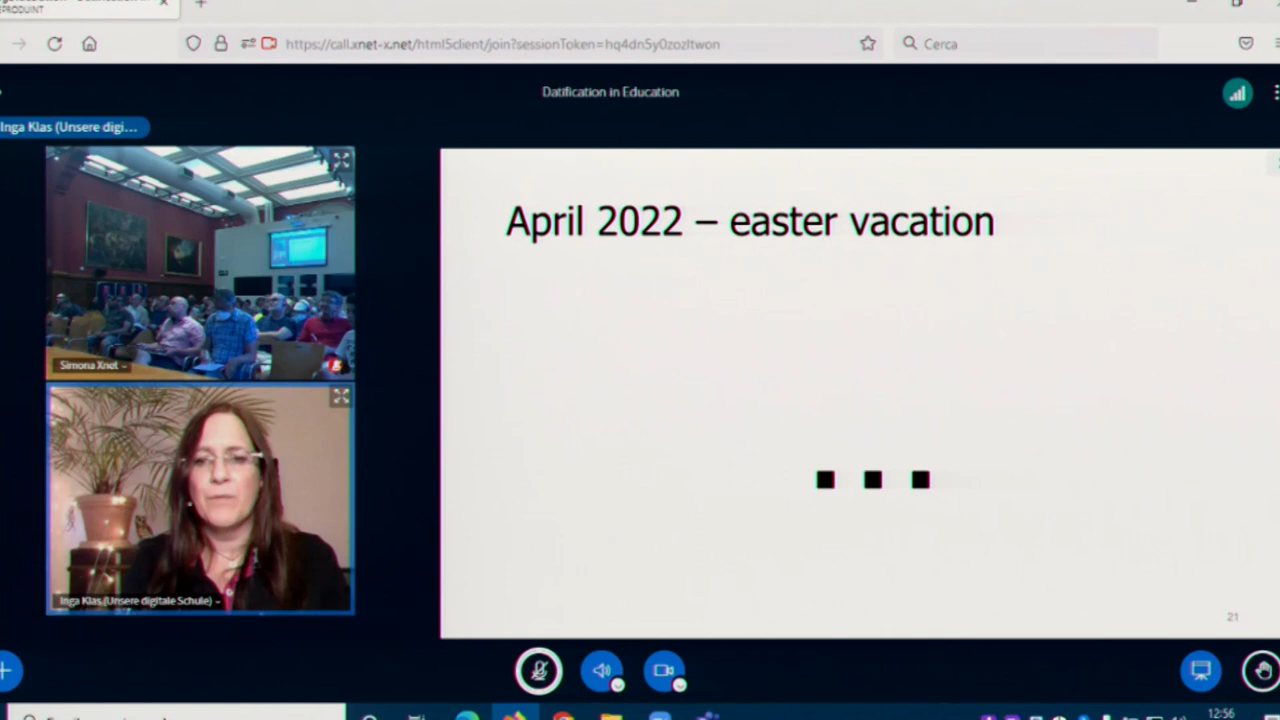 PRODUINT
https://call.xnet-x.net/html5client/join?sessionToken=hq4dn5y0zozltwon
Cerca
Datification in Education
Inga Klas (Unsere digi...
Simona Xnet
Inga Klas (Unsere digitale Schule)
April 2022 – easter vacation
...
21
12:56